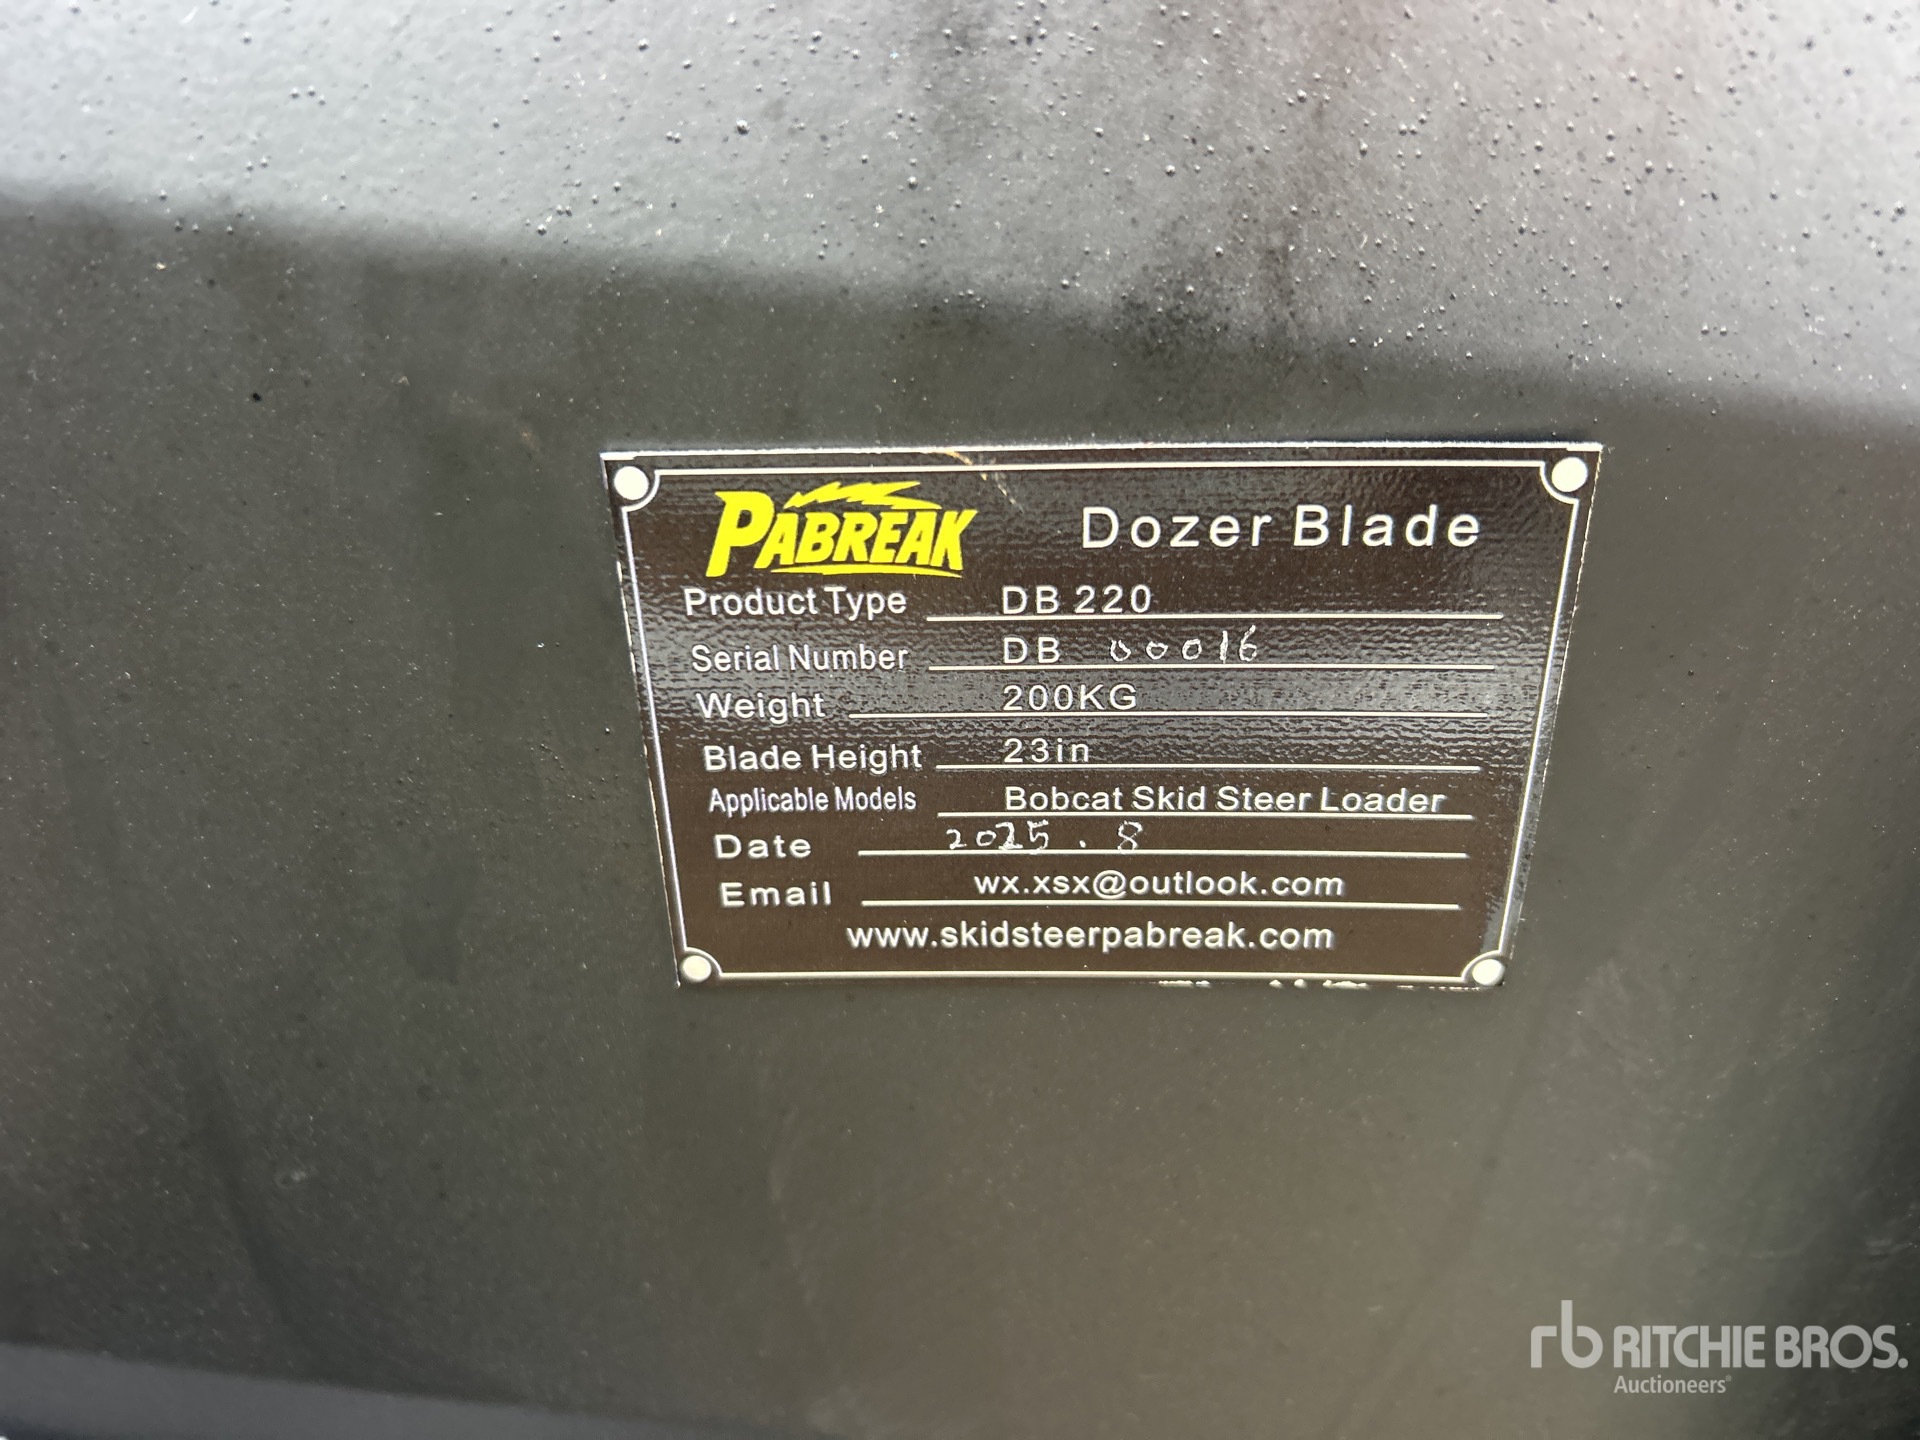 PABREAK Dozer Blade
Product Type DB 220
Serial Number DB 00016
Weight 200KG
Blade Height 23in
Applicable Models Bobcat Skid Steer Loader
Date 2025.8
Email wx.xsx@outlook.com
www.skidsteerpabreak.com
rb RITCHIE BROS.
Auctioneers®